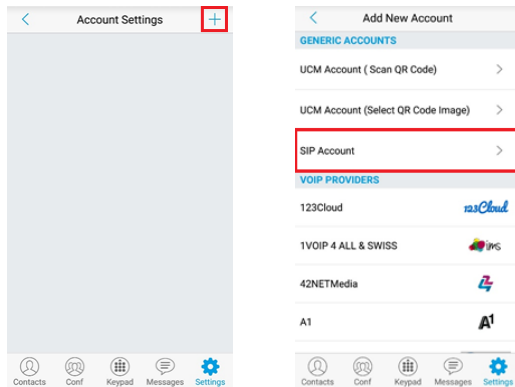 Account Settings
Contacts Conf Keypad Messages Settings
Add New Account
GENERIC ACCOUNTS
UCM Account ( Scan QR Code)
UCM Account (Select QR Code Image)
SIP Account
VOIP PROVIDERS
123Cloud 123Cloud
1VOIP 4 ALL & SWISS ims
42NETMedia
A1 A1
Contacts Conf Keypad Messages Settings